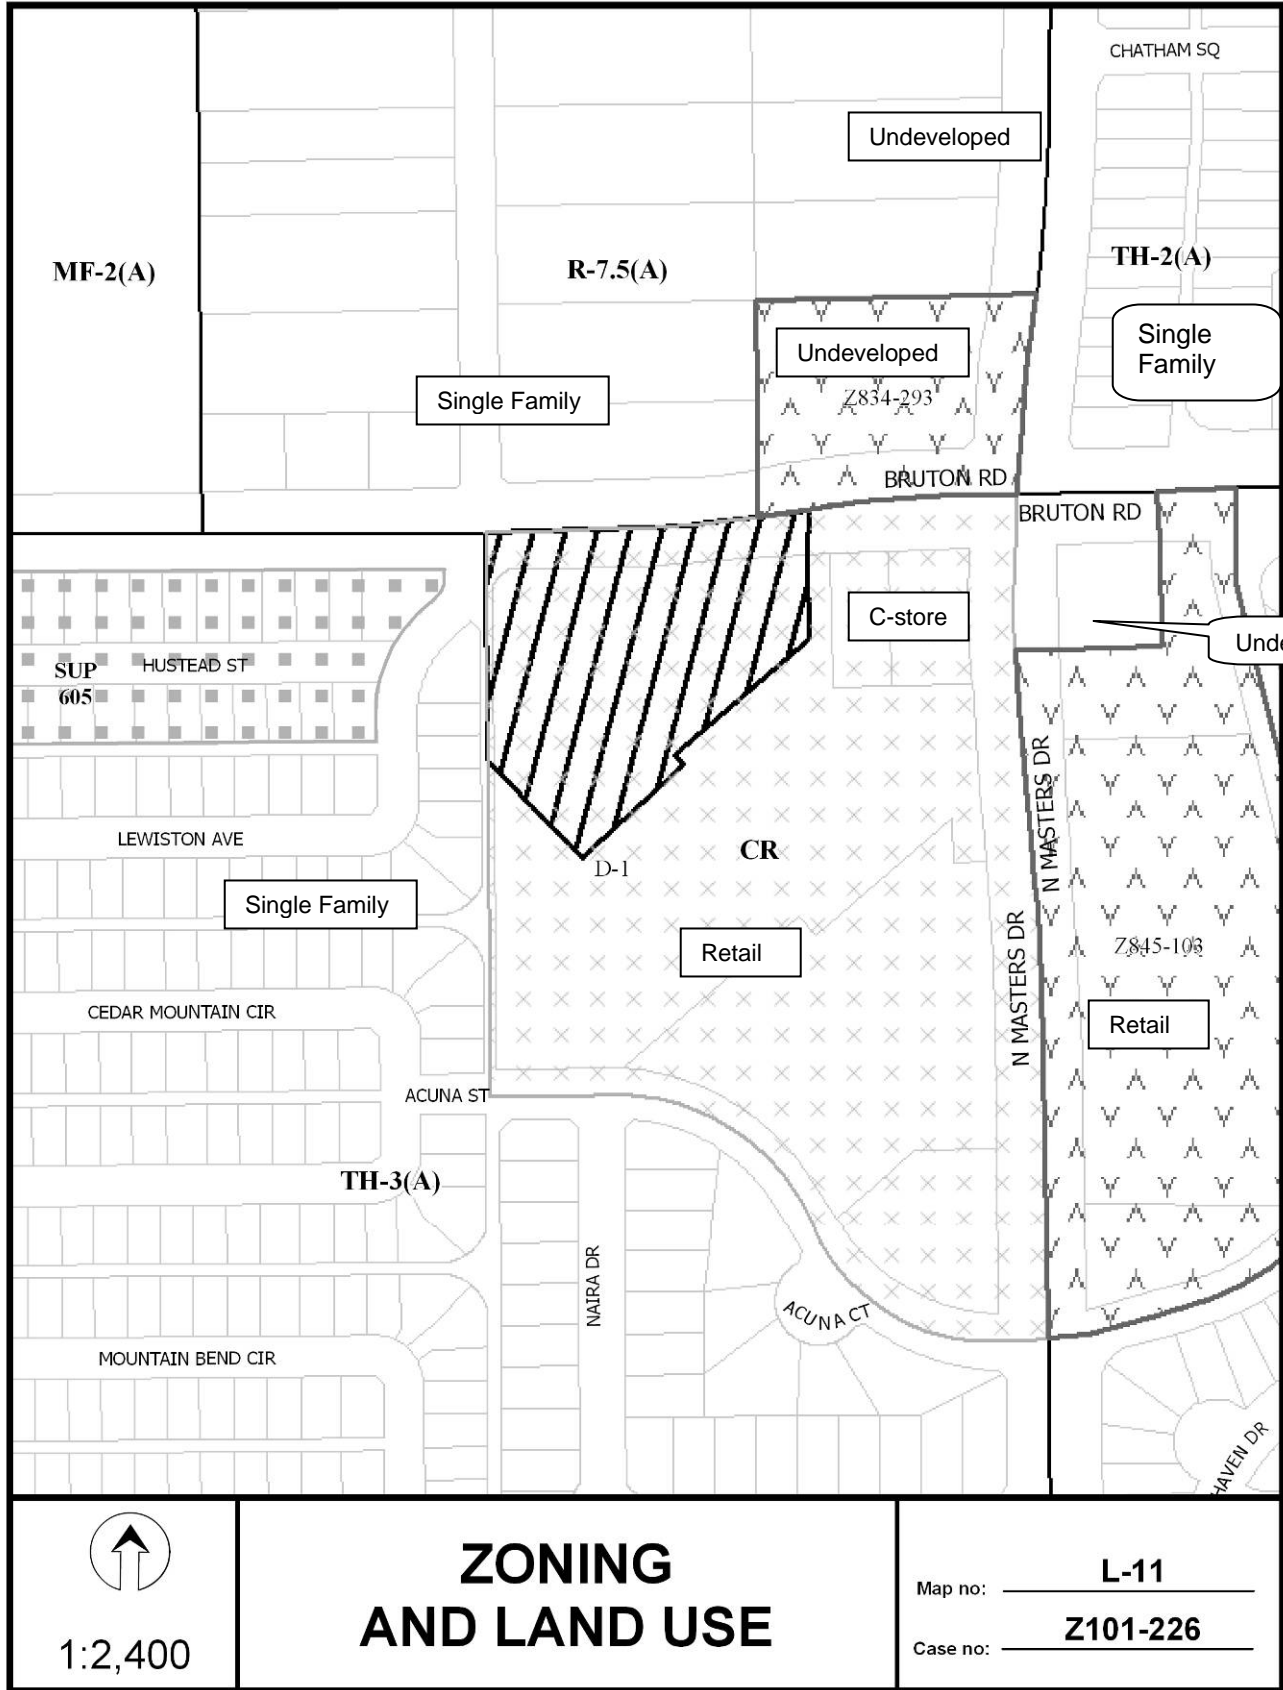 CHATHAM SQ
Undeveloped
MF-2(A)
R-7.5(A)
TH-2(A)
Single
Family
Undeveloped
Z834-293
Single Family
BRUTON RD
BRUTON RD
C-store
Unde
SUP
605
HUSTEAD ST
N MASTERS DR
LEWISTON AVE
CR
D-1
Single Family
Retail
N MASTERS DR
Z845-103
Retail
CEDAR MOUNTAIN CIR
ACUNA ST
TH-3(A)
NAIRA DR
ACUNA CT
MOUNTAIN BEND CIR
HAVEN DR
1:2,400
ZONING
AND LAND USE
Map no: L-11
Case no: Z101-226